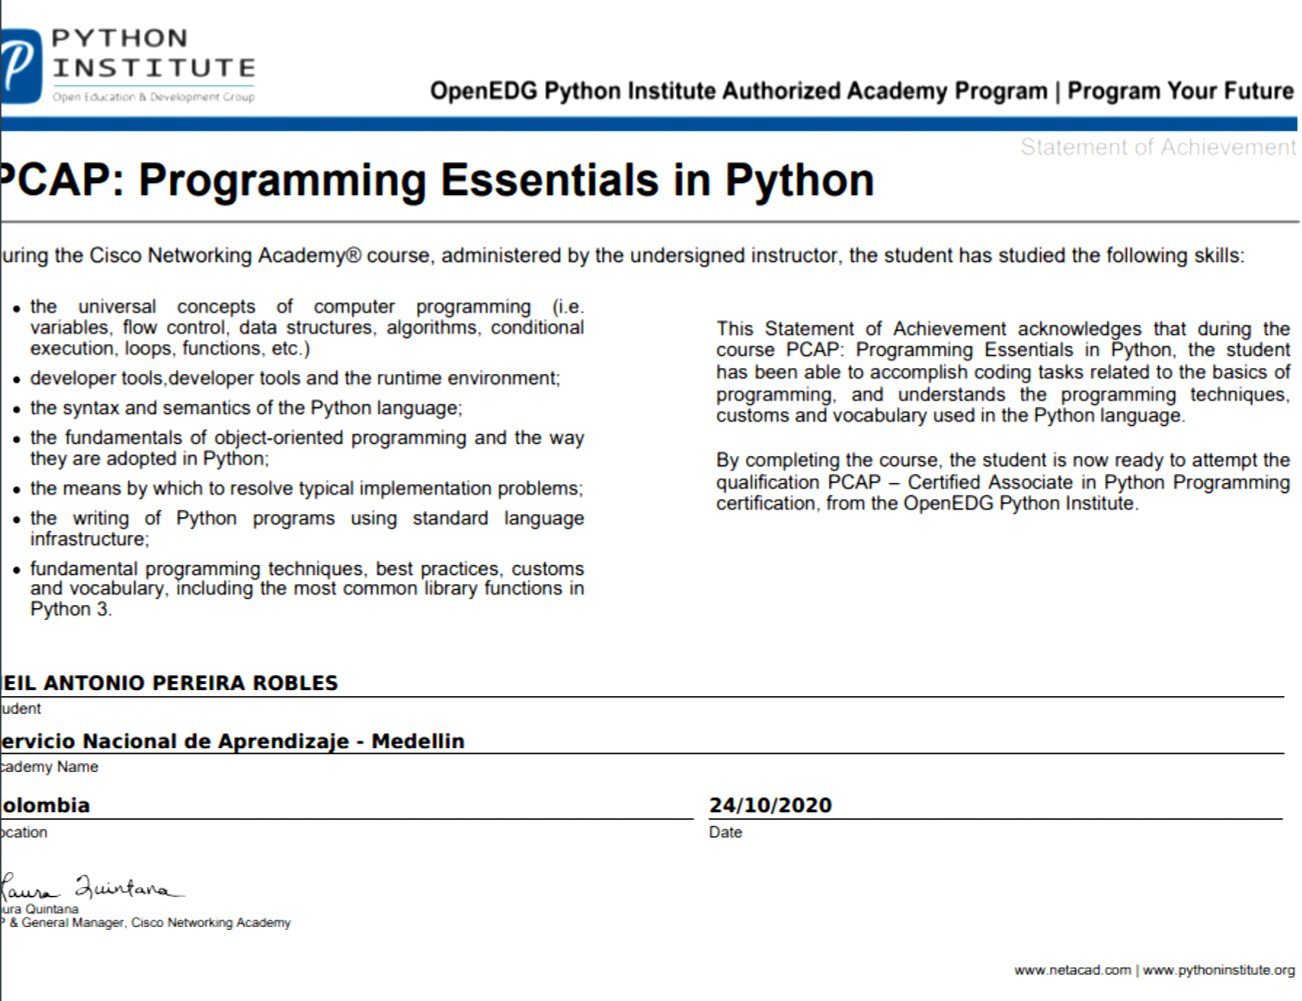 PYTHON
INSTITUTE
Open Education & Development Group
OpenEDG Python Institute Authorized Academy Program | Program Your Future
Statement of Achievement
PCAP: Programming Essentials in Python
uring the Cisco Networking Academy® course, administered by the undersigned instructor, the student has studied the following skills:
• the universal concepts of computer programming (i.e.
variables, flow control, data structures, algorithms, conditional
execution, loops, functions, etc.)
• developer tools,developer tools and the runtime environment;
• the syntax and semantics of the Python language;
• the fundamentals of object-oriented programming and the way
they are adopted in Python;
• the means by which to resolve typical implementation problems;
• the writing of Python programs using standard language
infrastructure;
• fundamental programming techniques, best practices, customs
and vocabulary, including the most common library functions in
Python 3.
This Statement of Achievement acknowledges that during the
course PCAP: Programming Essentials in Python, the student
has been able to accomplish coding tasks related to the basics of
programming, and understands the programming techniques,
customs and vocabulary used in the Python language.
By completing the course, the student is now ready to attempt the
qualification PCAP – Certified Associate in Python Programming
certification, from the OpenEDG Python Institute.
EIL ANTONIO PEREIRA ROBLES
udent
ervicio Nacional de Aprendizaje - Medellin
cademy Name
olombia
ocation
24/10/2020
Date
Laura Quintana
ura Quintana
P & General Manager, Cisco Networking Academy
www.netacad.com | www.pythoninstitute.org